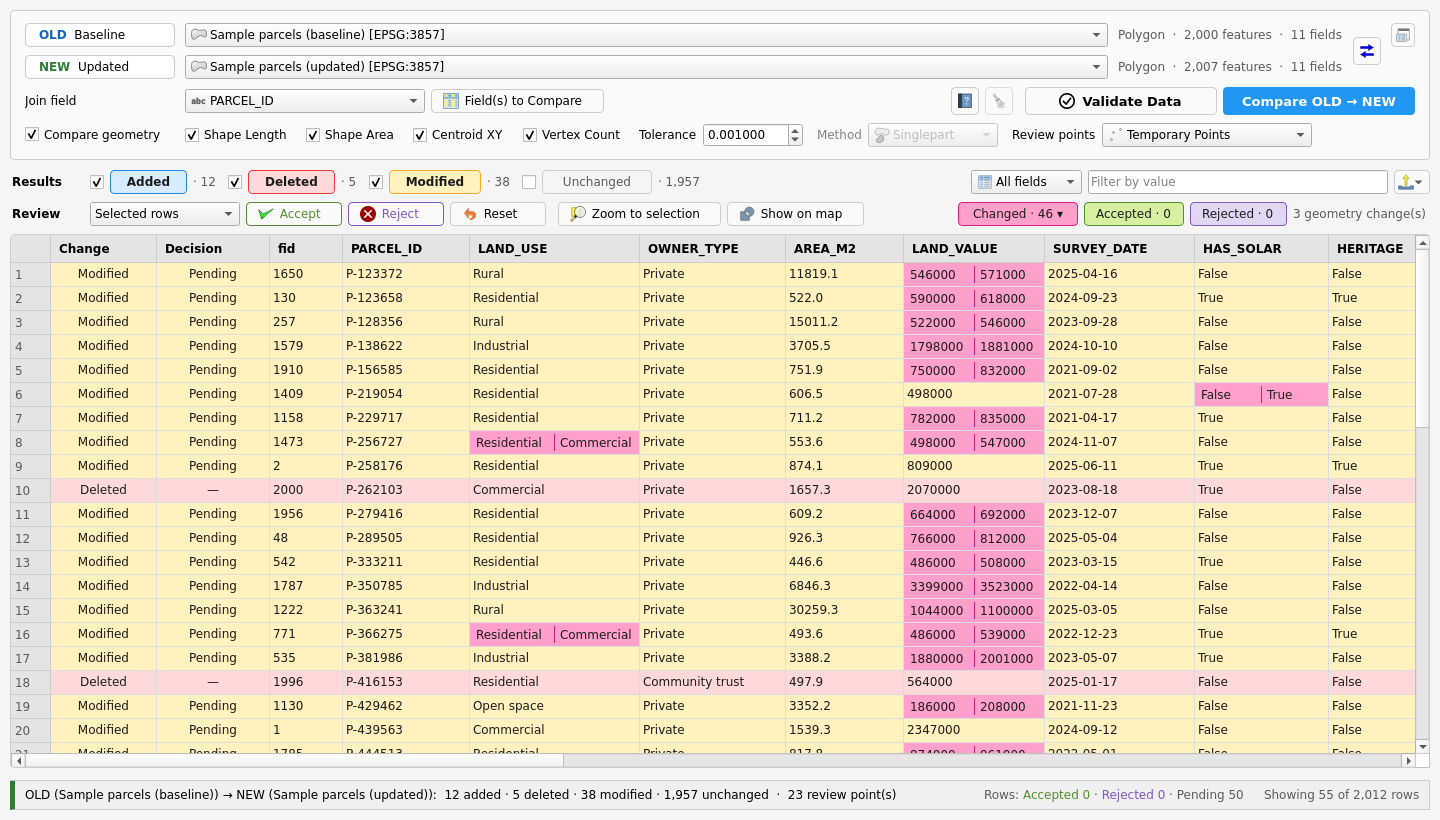 OLD Baseline Sample parcels (baseline) [EPSG:3857] Polygon · 2,000 features · 11 fields
NEW Updated Sample parcels (updated) [EPSG:3857] Polygon · 2,007 features · 11 fields
Join field abc PARCEL_ID Field(s) to Compare ? Validate Data Compare OLD → NEW
Compare geometry Shape Length Shape Area Centroid XY Vertex Count Tolerance 0.001000 Method Singlepart Review points Temporary Points
Results Added · 12 Deleted · 5 Modified · 38 Unchanged · 1,957 All fields Filter by value
Review Selected rows Accept Reject Reset Zoom to selection Show on map Changed · 46 ▾ Accepted · 0 Rejected · 0 3 geometry change(s)
Change Decision fid PARCEL_ID LAND_USE OWNER_TYPE AREA_M2 LAND_VALUE SURVEY_DATE HAS_SOLAR HERITAGE
1 Modified Pending 1650 P-123372 Rural Private 11819.1 546000 571000 2025-04-16 False False
2 Modified Pending 130 P-123658 Residential Private 522.0 590000 618000 2024-09-23 True True
3 Modified Pending 257 P-128356 Rural Private 15011.2 522000 546000 2023-09-28 False False
4 Modified Pending 1579 P-138622 Industrial Private 3705.5 1798000 1881000 2024-10-10 False False
5 Modified Pending 1910 P-156585 Residential Private 751.9 750000 832000 2021-09-02 False False
6 Modified Pending 1409 P-219054 Residential Private 606.5 498000 2021-07-28 False True False
7 Modified Pending 1158 P-229717 Residential Private 711.2 782000 835000 2021-04-17 True False
8 Modified Pending 1473 P-256727 Residential Commercial Private 553.6 498000 547000 2024-11-07 False False
9 Modified Pending 2 P-258176 Residential Private 874.1 809000 2025-06-11 True True
10 Deleted — 2000 P-262103 Commercial Private 1657.3 2070000 2023-08-18 True False
11 Modified Pending 1956 P-279416 Residential Private 609.2 664000 692000 2023-12-07 False False
12 Modified Pending 48 P-289505 Residential Private 926.3 766000 812000 2025-05-04 False False
13 Modified Pending 542 P-333211 Residential Private 446.6 486000 508000 2023-03-15 True False
14 Modified Pending 1787 P-350785 Industrial Private 6846.3 3399000 3523000 2022-04-14 False False
15 Modified Pending 1222 P-363241 Rural Private 30259.3 1044000 1100000 2025-03-05 False False
16 Modified Pending 771 P-366275 Residential Commercial Private 493.6 486000 539000 2022-12-23 True True
17 Modified Pending 535 P-381986 Industrial Private 3388.2 1880000 2001000 2023-05-07 True False
18 Deleted — 1996 P-416153 Residential Community trust 497.9 564000 2025-01-17 False False
19 Modified Pending 1130 P-429462 Open space Private 3352.2 186000 208000 2021-11-23 False False
20 Modified Pending 1 P-439563 Commercial Private 1539.3 2347000 2024-09-12 False False
21 Modified Pending 1785 P-444513 Residential Private 817.8 False False
OLD (Sample parcels (baseline)) → NEW (Sample parcels (updated)): 12 added · 5 deleted · 38 modified · 1,957 unchanged · 23 review point(s) Rows: Accepted 0 · Rejected 0 · Pending 50 Showing 55 of 2,012 rows